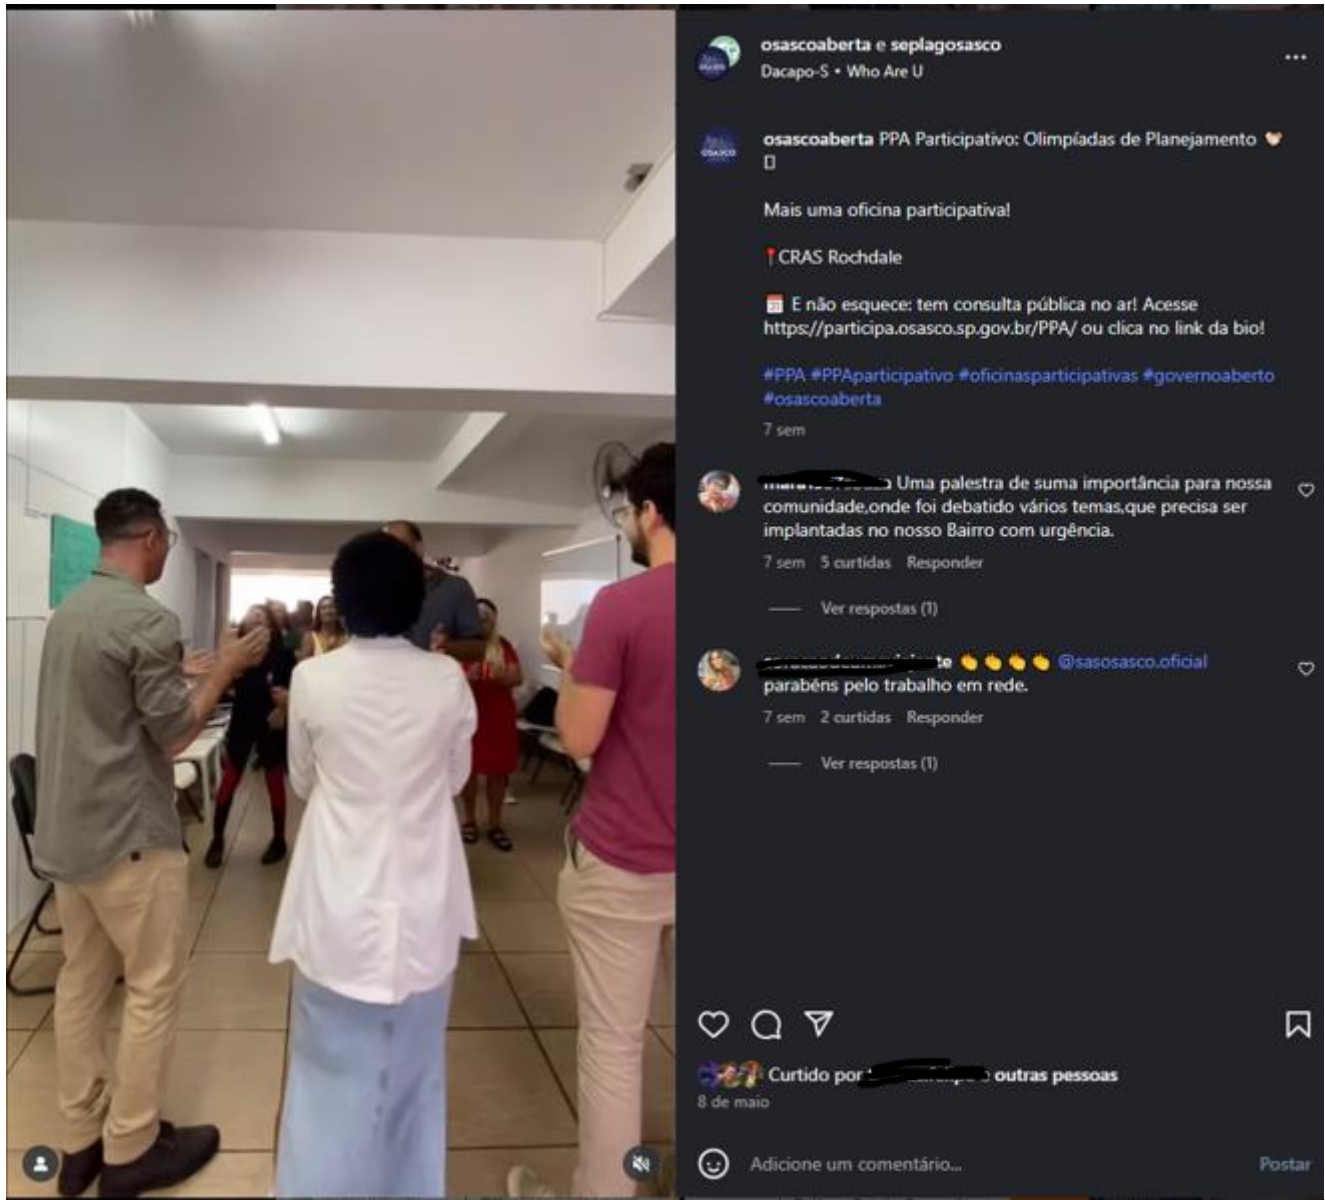 osascoaberta e seplagosasco
Dacapo-S • Who Are U
osascoaberta PPA Participativo: Olimpíadas de Planejamento
Mais uma oficina participativa!
CRAS Rochdale
E não esquece: tem consulta pública no ar! Acesse
https://participa.osasco.sp.gov.br/PPA/ ou clica no link da bio!
#PPA #PPAparticipativo #oficinasparticipativas #governoaberto
#osascoaberta
7 sem
Uma palestra de suma importância para nossa
comunidade,onde foi debatido vários temas,que precisa ser
implantadas no nosso Bairro com urgência.
7 sem 5 curtidas Responder
Ver respostas (1)
@sasosasco.oficial
parabéns pelo trabalho em rede.
7 sem 2 curtidas Responder
Ver respostas (1)
Curtido por outras pessoas
8 de maio
Adicione um comentário... Postar